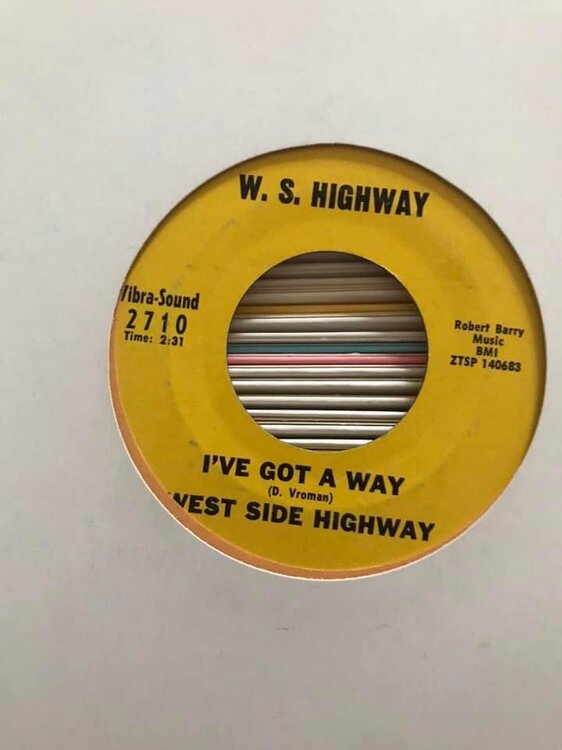 W. S. HIGHWAY
Vibra-Sound
2710
Time: 2:31
Robert Barry
Music
BMI
ZTSP 140683
I'VE GOT A WAY
(D. Vroman)
WEST SIDE HIGHWAY